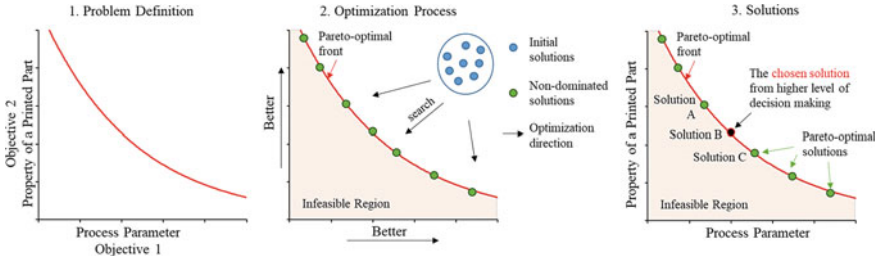 1. Problem Definition
Objective 2
Property of a Printed Part
Process Parameter
Objective 1
2. Optimization Process
Pareto-optimal
front
Better
search
Initial
solutions
Non-dominated
solutions
Optimization
direction
Infeasible Region
Better
3. Solutions
Property of a Printed Part
Pareto-optimal
front
The chosen solution
from higher level of
decision making
Solution
A
Solution B
Solution C
Pareto-optimal
solutions
Infeasible Region
Process Parameter